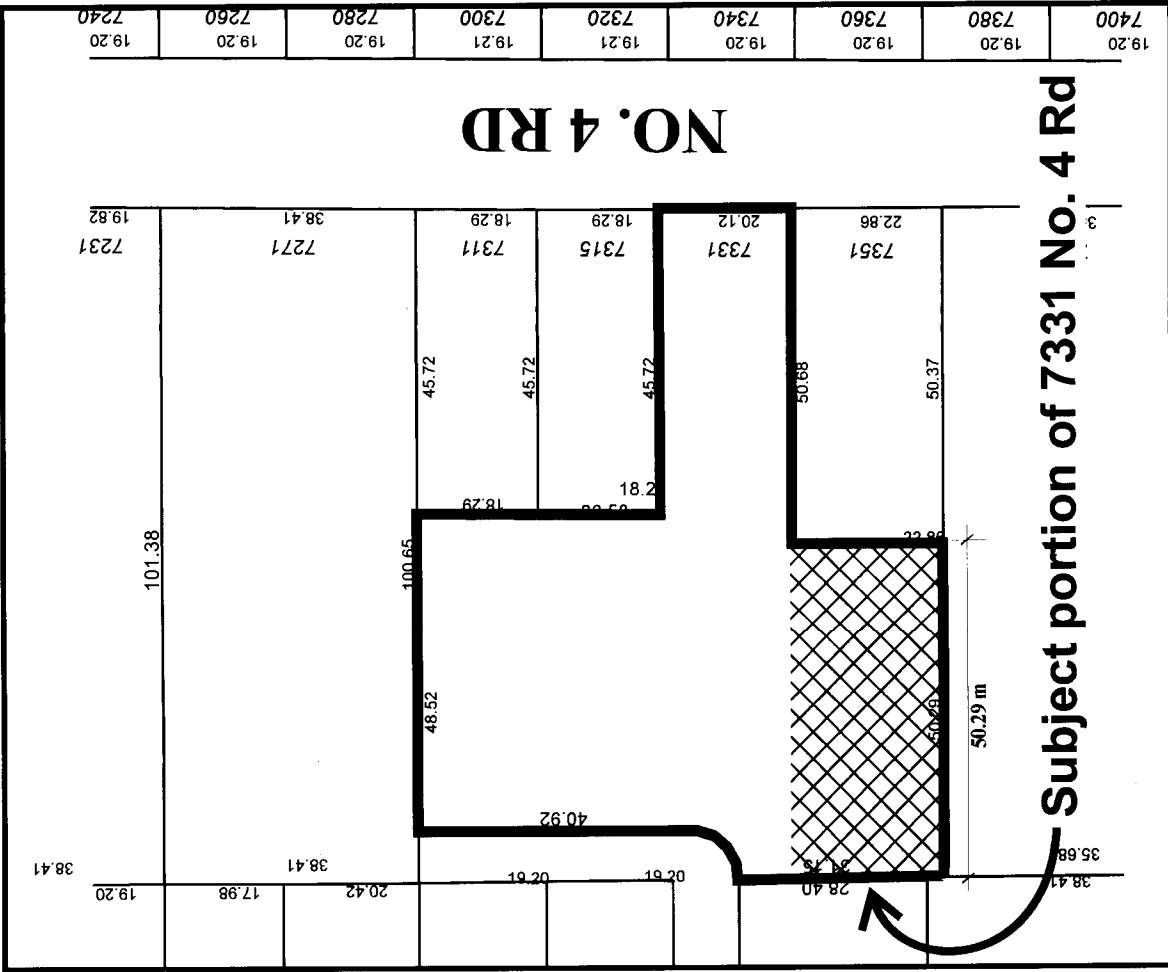 7240 7260 7280 7300 7320 7340 7360 7380 7400
19.20 19.20 19.20 19.21 19.21 19.20 19.20 19.20 19.20
NO. 4 RD
19.82 38.41 18.29 18.29 20.12 22.86
7231 7271 7311 7315 7331 7351
45.72 45.72 45.72 50.68 50.37
18.2
18.29
101.38 100.65
48.52
50.29
50.29 m
40.92
38.41 38.41 35.68
19.20 17.98 20.42 19.20 19.20 28.40 38.41
Subject portion of 7331 No. 4 Rd